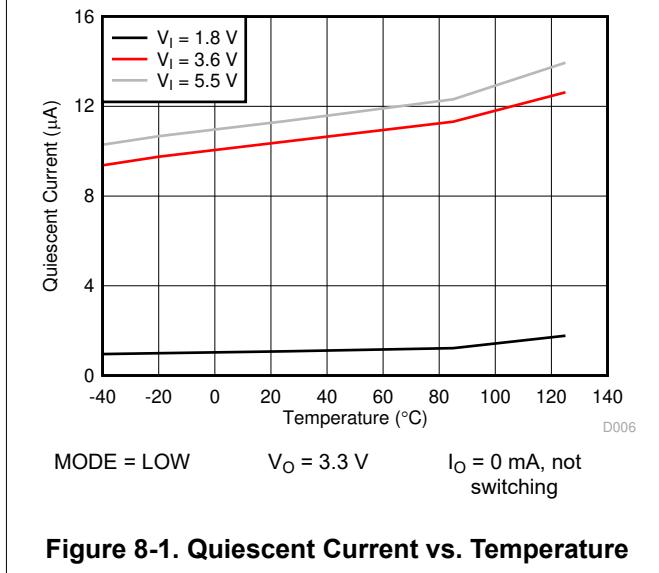 16
V_I = 1.8 V
V_I = 3.6 V
V_I = 5.5 V
12
8
4
0
Quiescent Current (μA)
-40 -20 0 20 40 60 80 100 120 140
Temperature (°C)
D006
MODE = LOW V_O = 3.3 V I_O = 0 mA, not
switching
Figure 8-1. Quiescent Current vs. Temperature